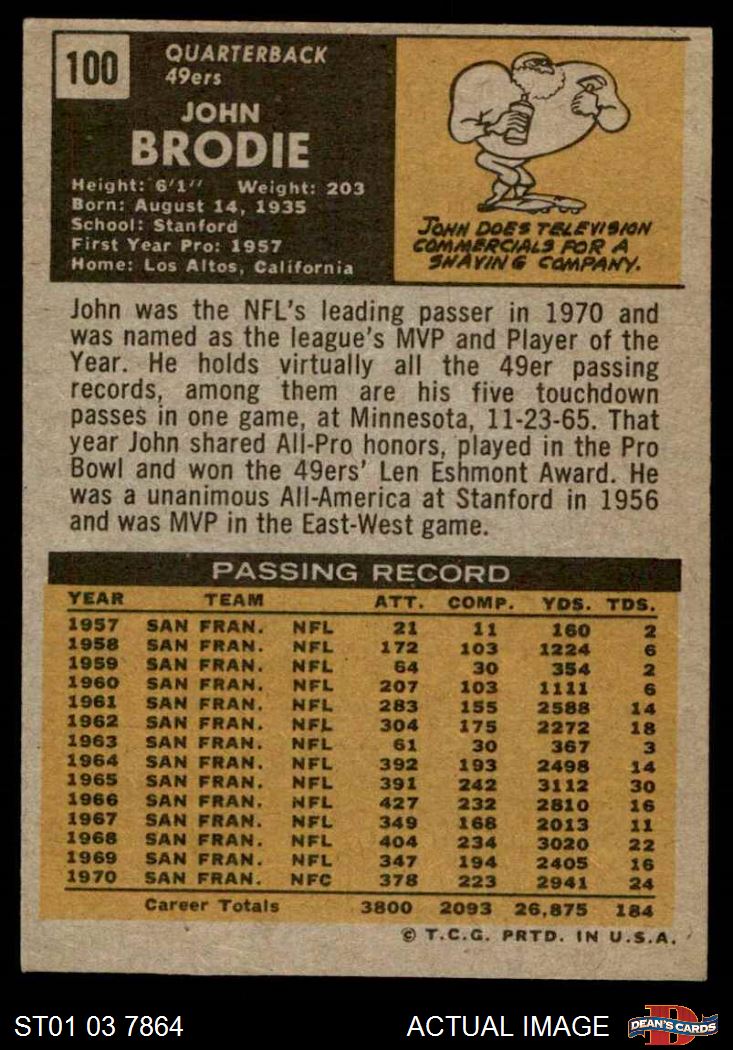 100
QUARTERBACK
49ers
JOHN
BRODIE
Height: 6'1" Weight: 203
Born: August 14, 1935
School: Stanford
First Year Pro: 1957
Home: Los Altos, California
JOHN DOES TELEVISION
COMMERCIALS FOR A
SHAVING COMPANY.
John was the NFL's leading passer in 1970 and
was named as the league's MVP and Player of the
Year. He holds virtually all the 49er passing
records, among them are his five touchdown
passes in one game, at Minnesota, 11-23-65. That
year John shared All-Pro honors, played in the Pro
Bowl and won the 49ers' Len Eshmont Award. He
was a unanimous All-America at Stanford in 1956
and was MVP in the East-West game.
PASSING RECORD
YEAR TEAM ATT. COMP. YDS. TDS.
1957 SAN FRAN. NFL 21 11 160 2
1958 SAN FRAN. NFL 172 103 1224 6
1959 SAN FRAN. NFL 64 30 354 2
1960 SAN FRAN. NFL 207 103 1111 6
1961 SAN FRAN. NFL 283 155 2588 14
1962 SAN FRAN. NFL 304 175 2272 18
1963 SAN FRAN. NFL 61 30 367 3
1964 SAN FRAN. NFL 392 193 2498 14
1965 SAN FRAN. NFL 391 242 3112 30
1966 SAN FRAN. NFL 427 232 2810 16
1967 SAN FRAN. NFL 349 168 2013 11
1968 SAN FRAN. NFL 404 234 3020 22
1969 SAN FRAN. NFL 347 194 2405 16
1970 SAN FRAN. NFC 378 223 2941 24
Career Totals 3800 2093 26,875 184
© T.C.G. PRTD. IN U.S.A.
ST01 03 7864 ACTUAL IMAGE D DEAN'S CARDS